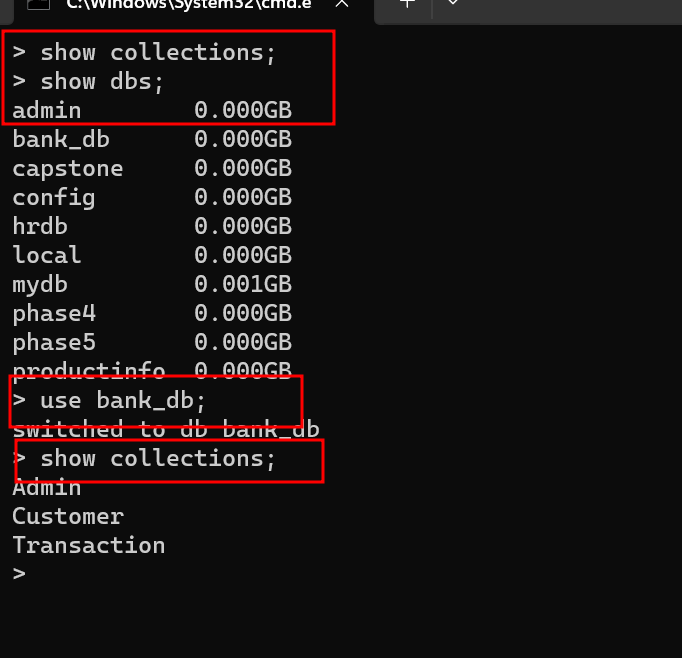 C:\Windows\System32\cmd.e
> show collections;
> show dbs;
admin 0.000GB
bank_db 0.000GB
capstone 0.000GB
config 0.000GB
hrdb 0.000GB
local 0.000GB
mydb 0.001GB
phase4 0.000GB
phase5 0.000GB
productinfo 0.000GB
> use bank_db;
switched to db bank_db
> show collections;
Admin
Customer
Transaction
>